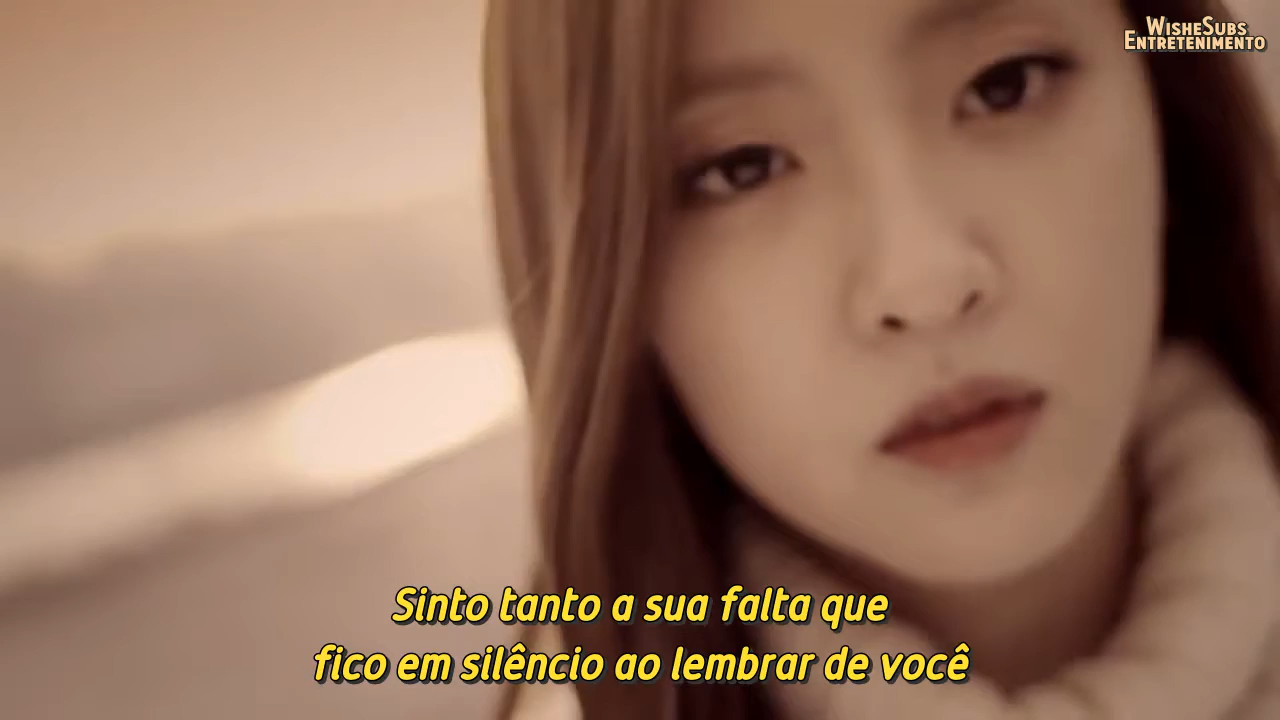 WISHESUBS
ENTRETENIMENTO
Sinto tanto a sua falta que
fico em silêncio ao lembrar de você